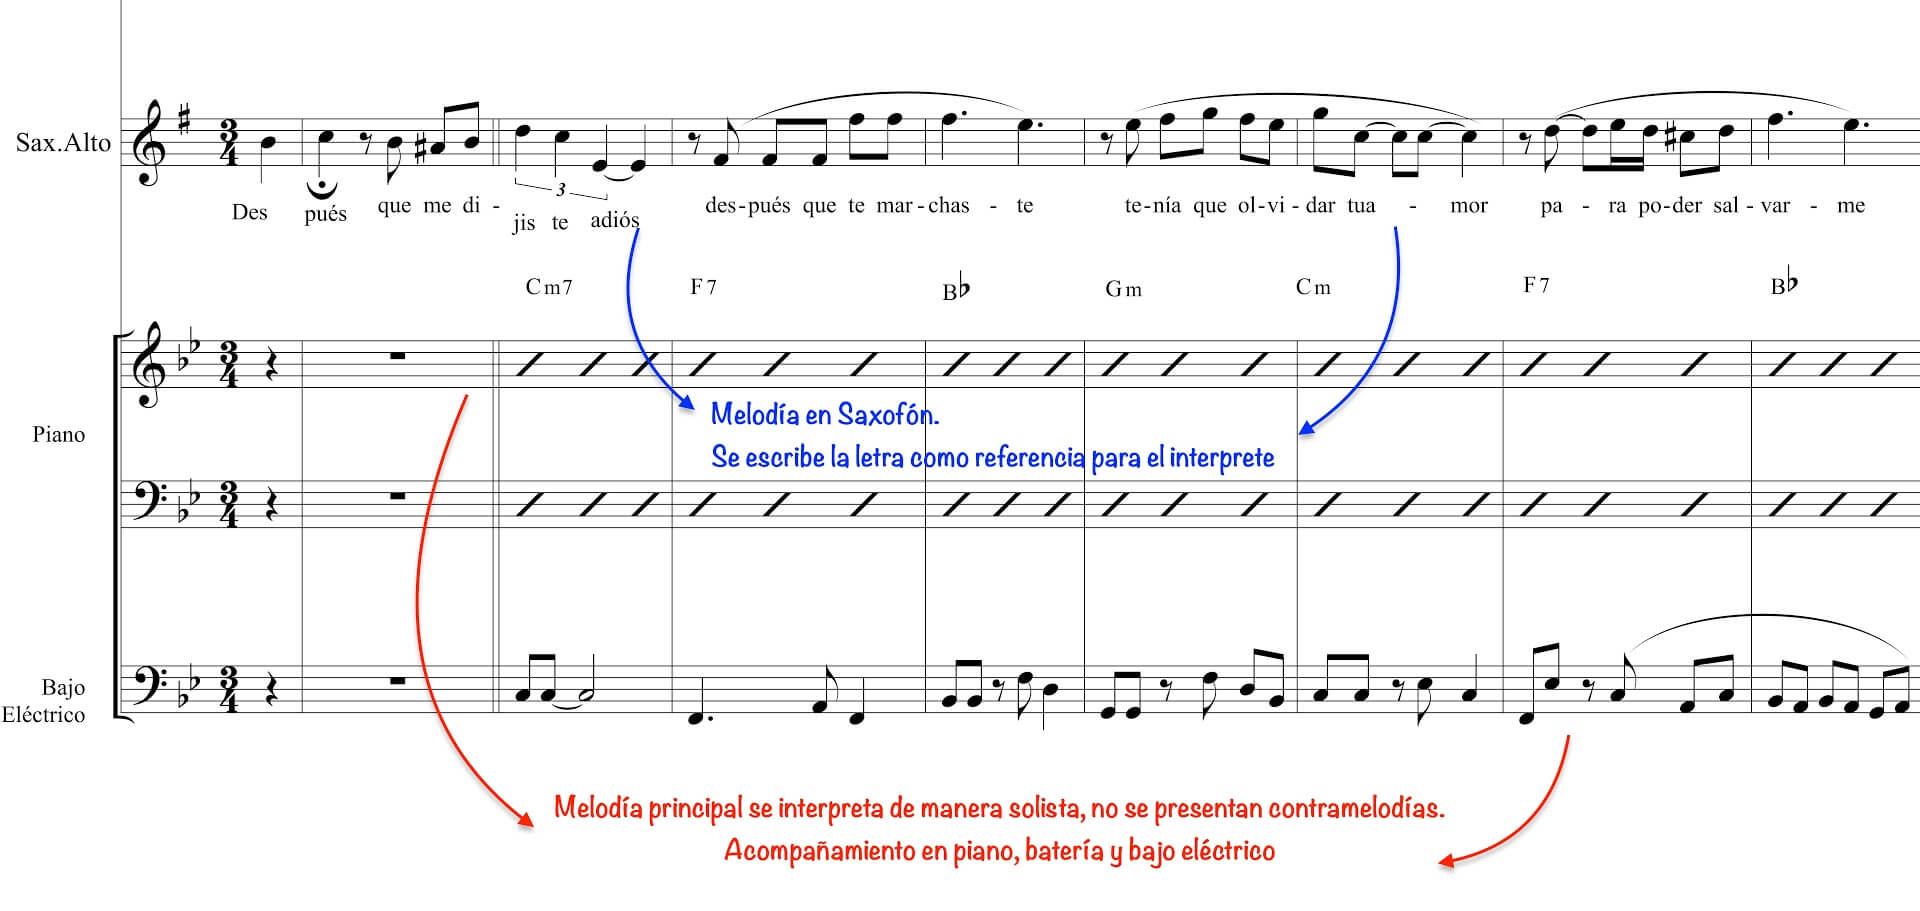 Sax.Alto
3
4
Des pués que me di - jis te adiós des-pués que te mar-chas - te te-nía que ol-vi-dar tua - mor pa - ra po-der sal-var - me
3
Cm7 F7 B♭ Gm Cm F7 B♭
Piano
3
4
Melodía en Saxofón.
Se escribe la letra como referencia para el interprete
3
4
Bajo
Eléctrico
3
4
Melodía principal se interpreta de manera solista, no se presentan contramelodías.
Acompañamiento en piano, batería y bajo eléctrico